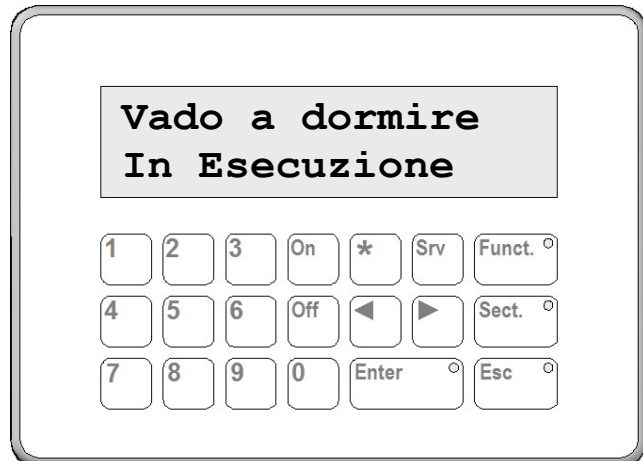 Vado a dormire
In Esecuzione
1 2 3 On * Srv Funct.
4 5 6 Off ◀ ▶ Sect.
7 8 9 0 Enter Esc